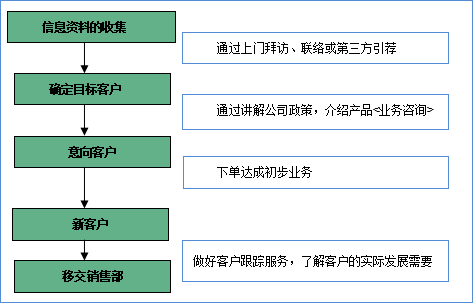 信息资料的收集
通过上门拜访、联络或第三方引荐
确定目标客户
通过讲解公司政策，介绍产品<业务咨询>
意向客户
下单达成初步业务
新客户
做好客户跟踪服务，了解客户的实际发展需要
移交销售部